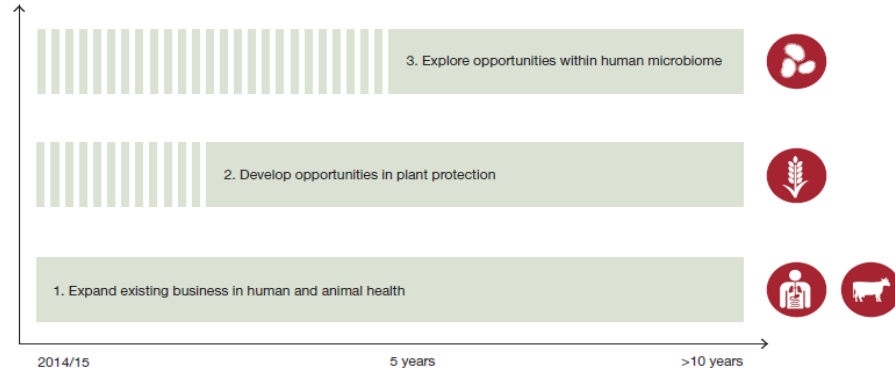 3. Explore opportunities within human microbiome
2. Develop opportunities in plant protection
1. Expand existing business in human and animal health
2014/15 5 years >10 years